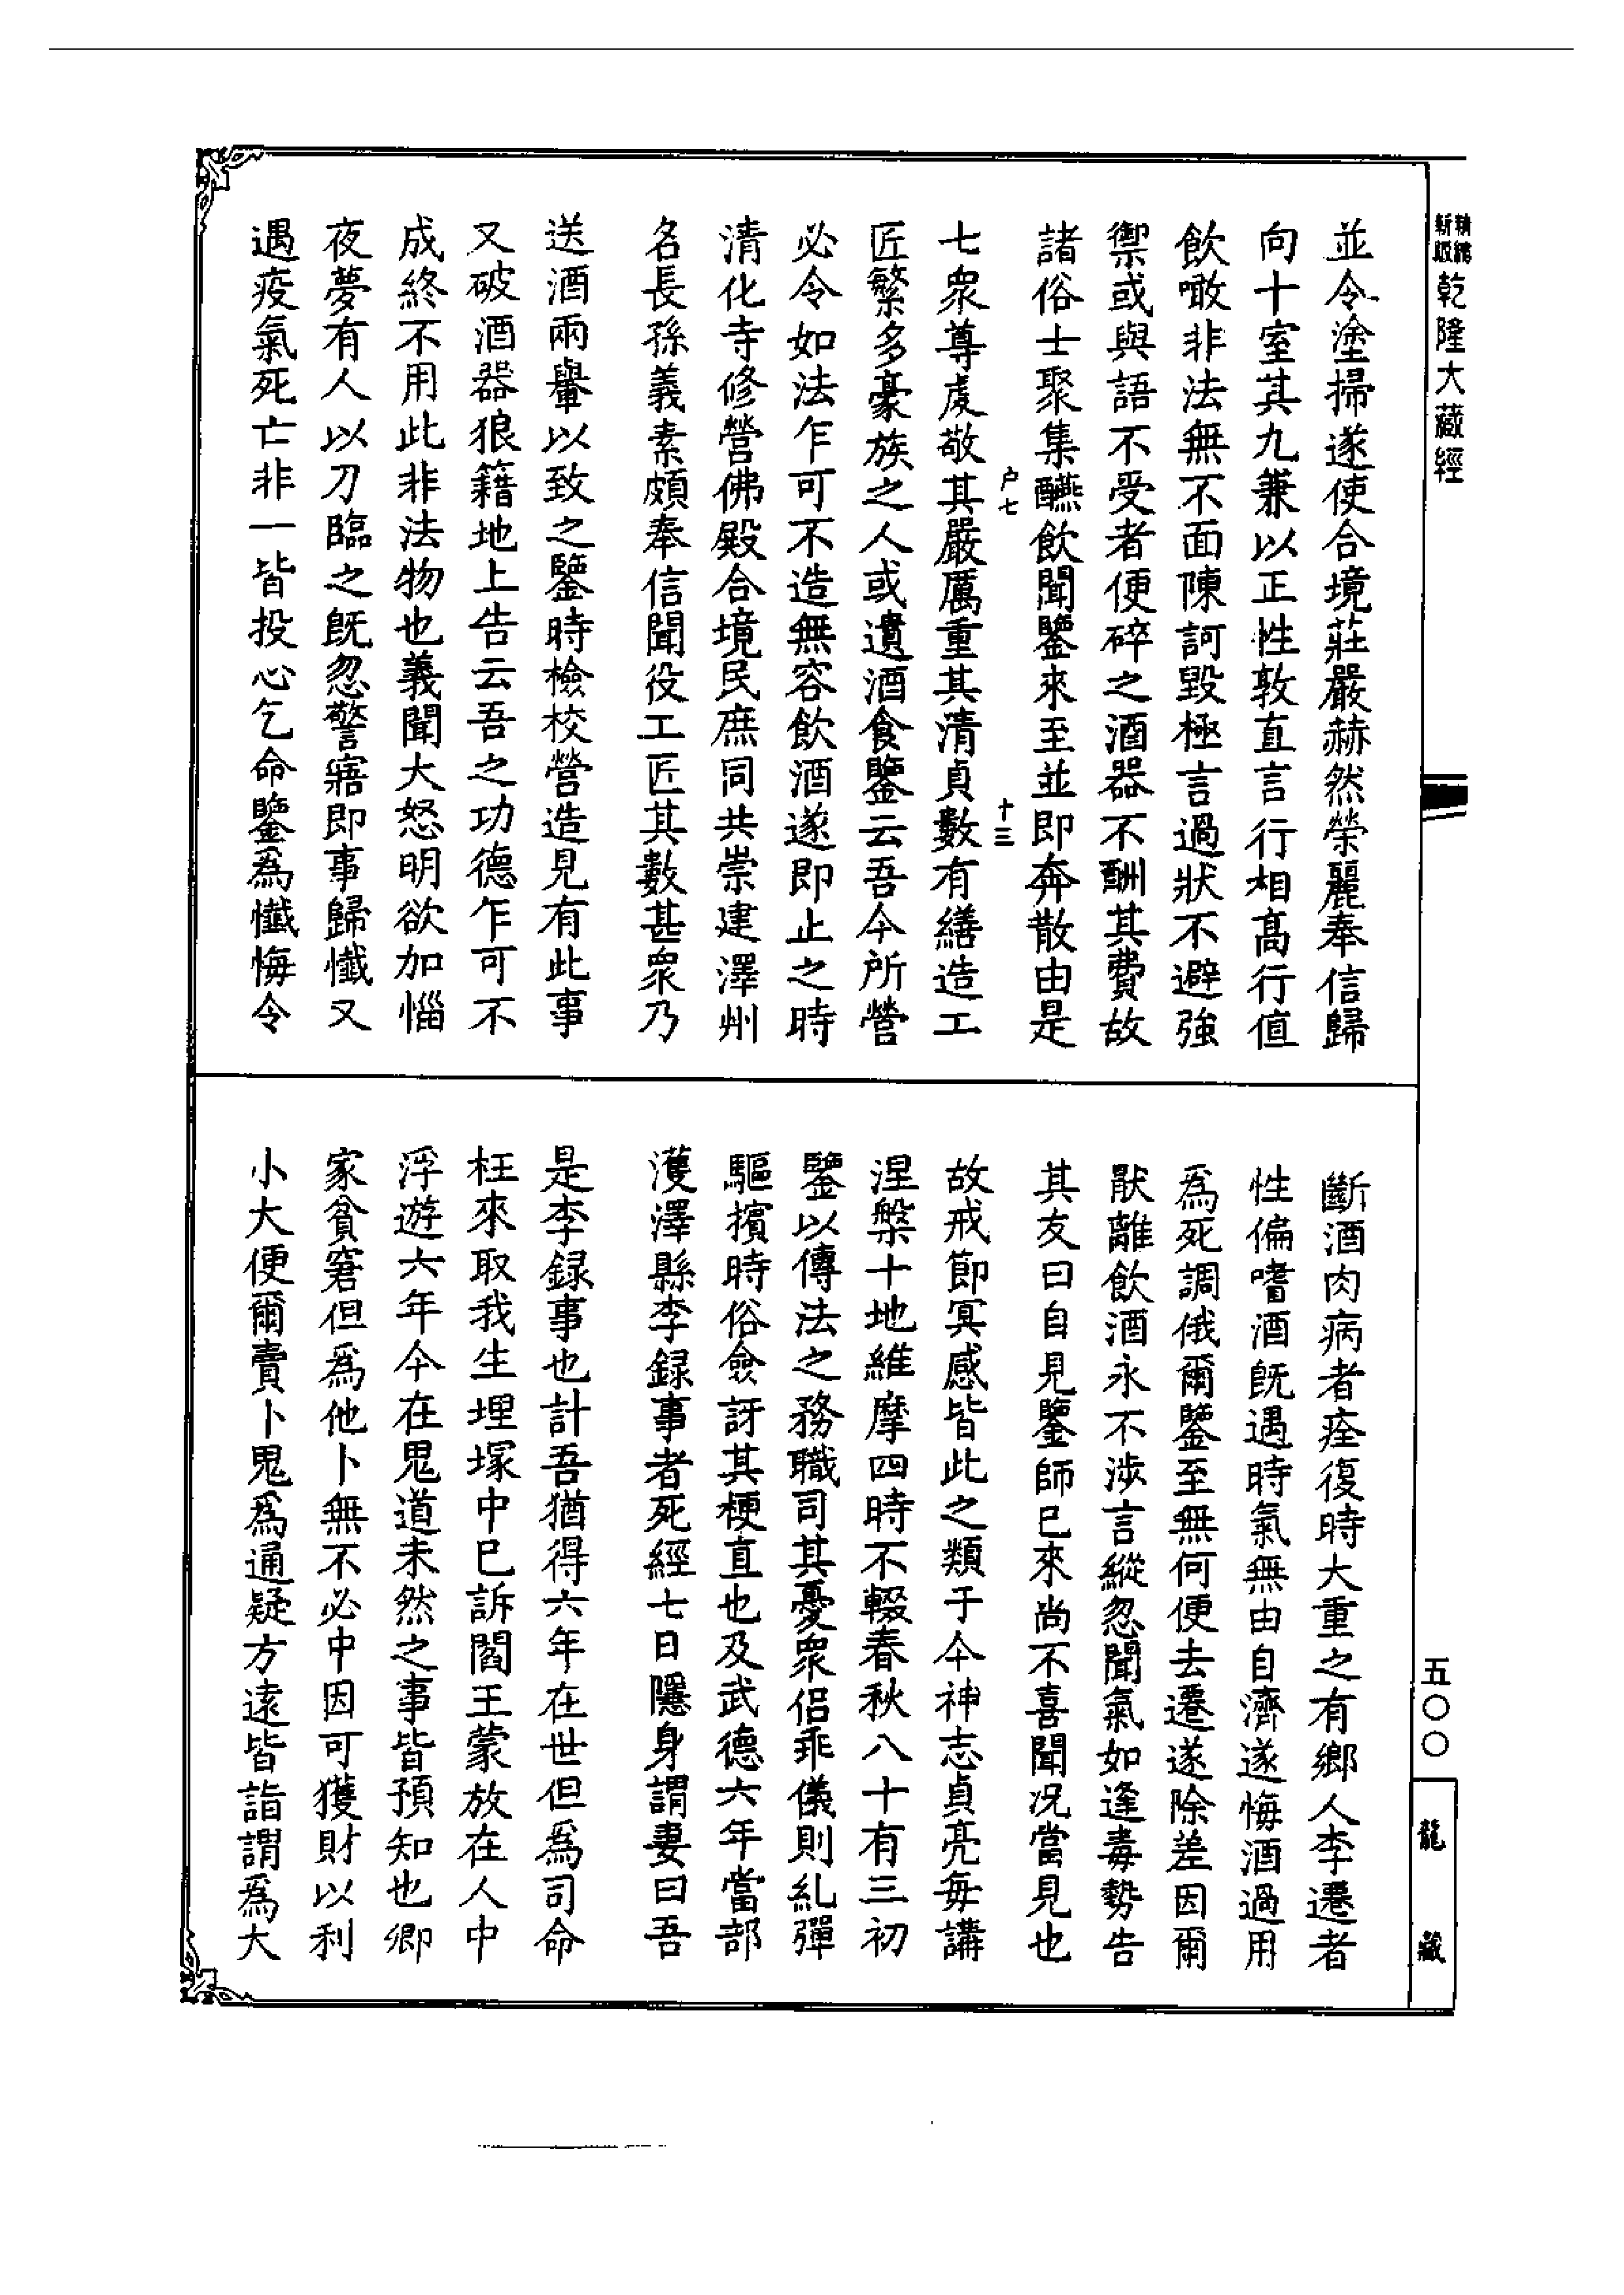 新編
縮版
乾隆大藏經
並令塗掃遂使合境莊嚴赫然榮麗奉信歸
向十室其九兼以正性敦直言行相高行值
飲噉非法無不面陳訶毀極言過狀不避強
禦或與語不受者便碎之酒器不酬其費故
諸俗士聚集醼飲聞鑒來至並即奔散由是
户七
十三
七衆尊虔敬其嚴厲重其清貞數有繕造工
匠繁多豪族之人或遺酒食鑒云吾今所營
必令如法乍可不造無容飲酒遂即止之時
清化寺修營佛殿合境民庶同共崇建澤州
名長孫義素頗奉信聞役工匠其數甚衆乃
送酒兩轝以致之鑒時檢校營造見有此事
又破酒器狼籍地上告云吾之功德乍可不
成終不用此非法物也義聞大怒明欲加惱
夜夢有人以刀臨之旣忽警寤即事歸懺又
遇疫氣死亡非一皆投心乞命鑒爲懺悔令
斷酒肉病者痊復時大重之有鄉人李遷者
性偏嗜酒旣遇時氣無由自濟遂悔酒過用
爲死調俄爾鑒至無何便去遷遂除差因爾
厭離飲酒永不涉言縱忽聞氣如逢毒勢告
其友曰自見鑒師已來尚不喜聞况當見也
故戒節冥感皆此之類于今神志貞亮每講
涅槃十地維摩四時不輟春秋八十有三初
鑒以傳法之務職司其憂衆侶乖儀則糺彈
驅擯時俗僉訝其梗直也及武德六年當部
濩澤縣李録事者死經七日隱身謂妻曰吾
是李録事也計吾猶得六年在世但爲司命
枉來取我生埋塚中已訴閻王蒙放在人中
浮遊六年今在鬼道未然之事皆預知也卿
家貧窘但爲他卜無不必中因可獲財以利
小大便爾賣卜鬼爲通疑方逺皆詣謂爲大
五〇〇
龍藏